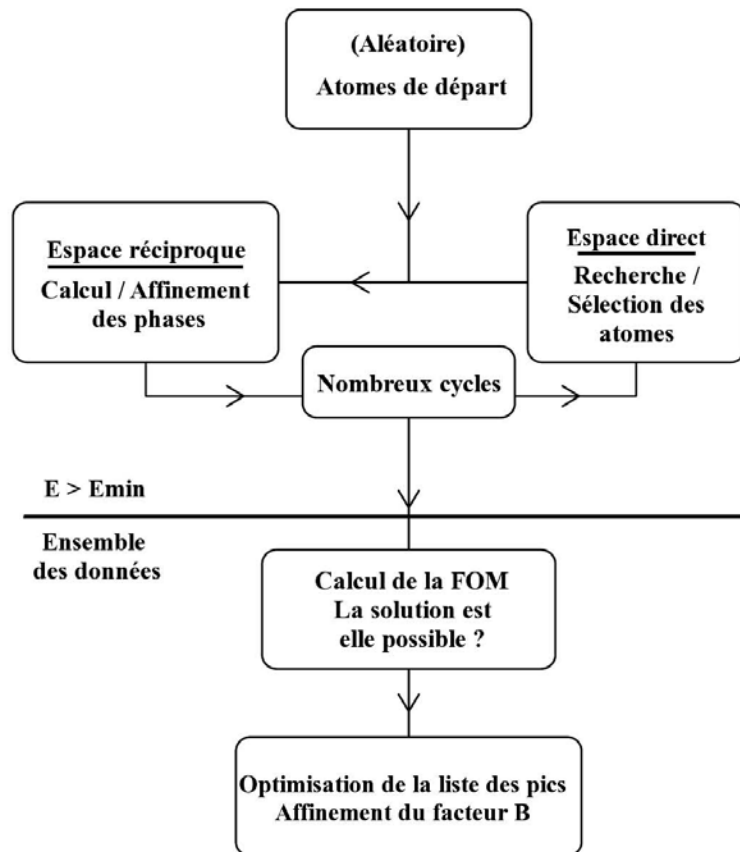 (Aléatoire)
Atomes de départ
Espace réciproque
Calcul / Affinement
des phases
Espace direct
Recherche /
Sélection des
atomes
Nombreux cycles
E > Emin
Ensemble
des données
Calcul de la FOM
La solution est
elle possible ?
Optimisation de la liste des pics
Affinement du facteur B